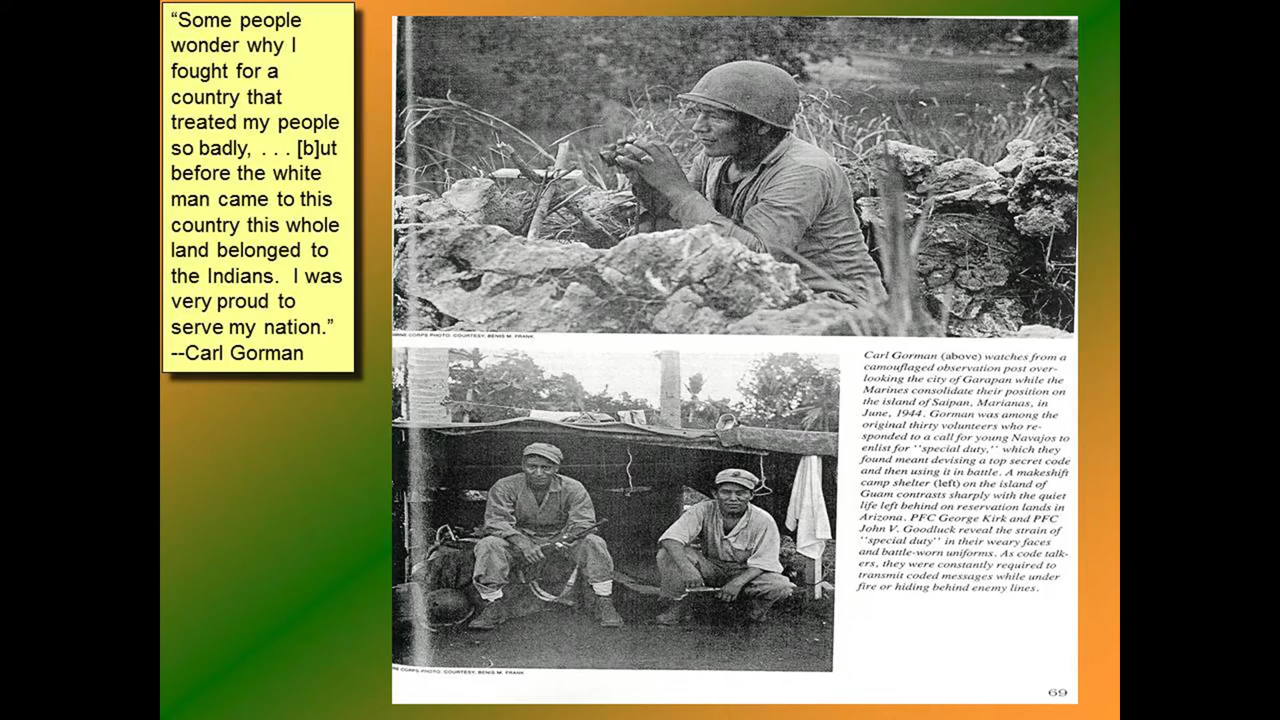 “Some people
wonder why I
fought for a
country that
treated my people
so badly, . . . [b]ut
before the white
man came to this
country this whole
land belonged to
the Indians. I was
very proud to
serve my nation.”
--Carl Gorman
CORPS PHOTO. COURTESY, BENIS M. FRANK
Carl Gorman (above) watches from a
camouflaged observation post over-
looking the city of Garapan while the
Marines consolidate their position on
the island of Saipan, Marianas, in
June, 1944. Gorman was among the
original thirty volunteers who re-
sponded to a call for young Navajos to
enlist for ''special duty,'' which they
found meant devising a top secret code
and then using it in battle. A makeshift
camp shelter (left) on the island of
Guam contrasts sharply with the quiet
life left behind on reservation lands in
Arizona. PFC George Kirk and PFC
John V. Goodluck reveal the strain of
''special duty'' in their weary faces
and battle-worn uniforms. As code talk-
ers, they were constantly required to
transmit coded messages while under
fire or hiding behind enemy lines.
CORPS PHOTO. COURTESY, BENIS M. FRANK
69